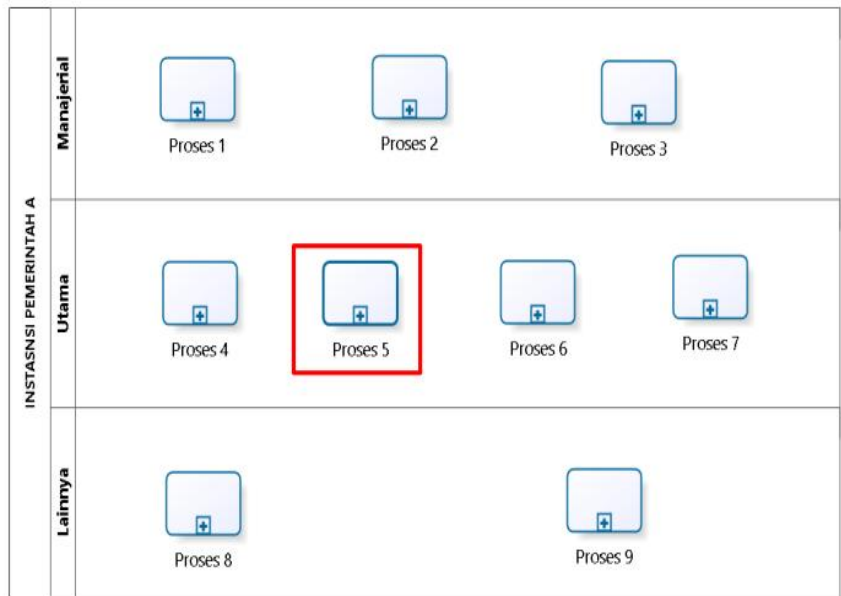 INSTASNSI PEMERINTAH A
Manajerial
Proses 1
Proses 2
Proses 3
Utama
Proses 4
Proses 5
Proses 6
Proses 7
Lainnya
Proses 8
Proses 9